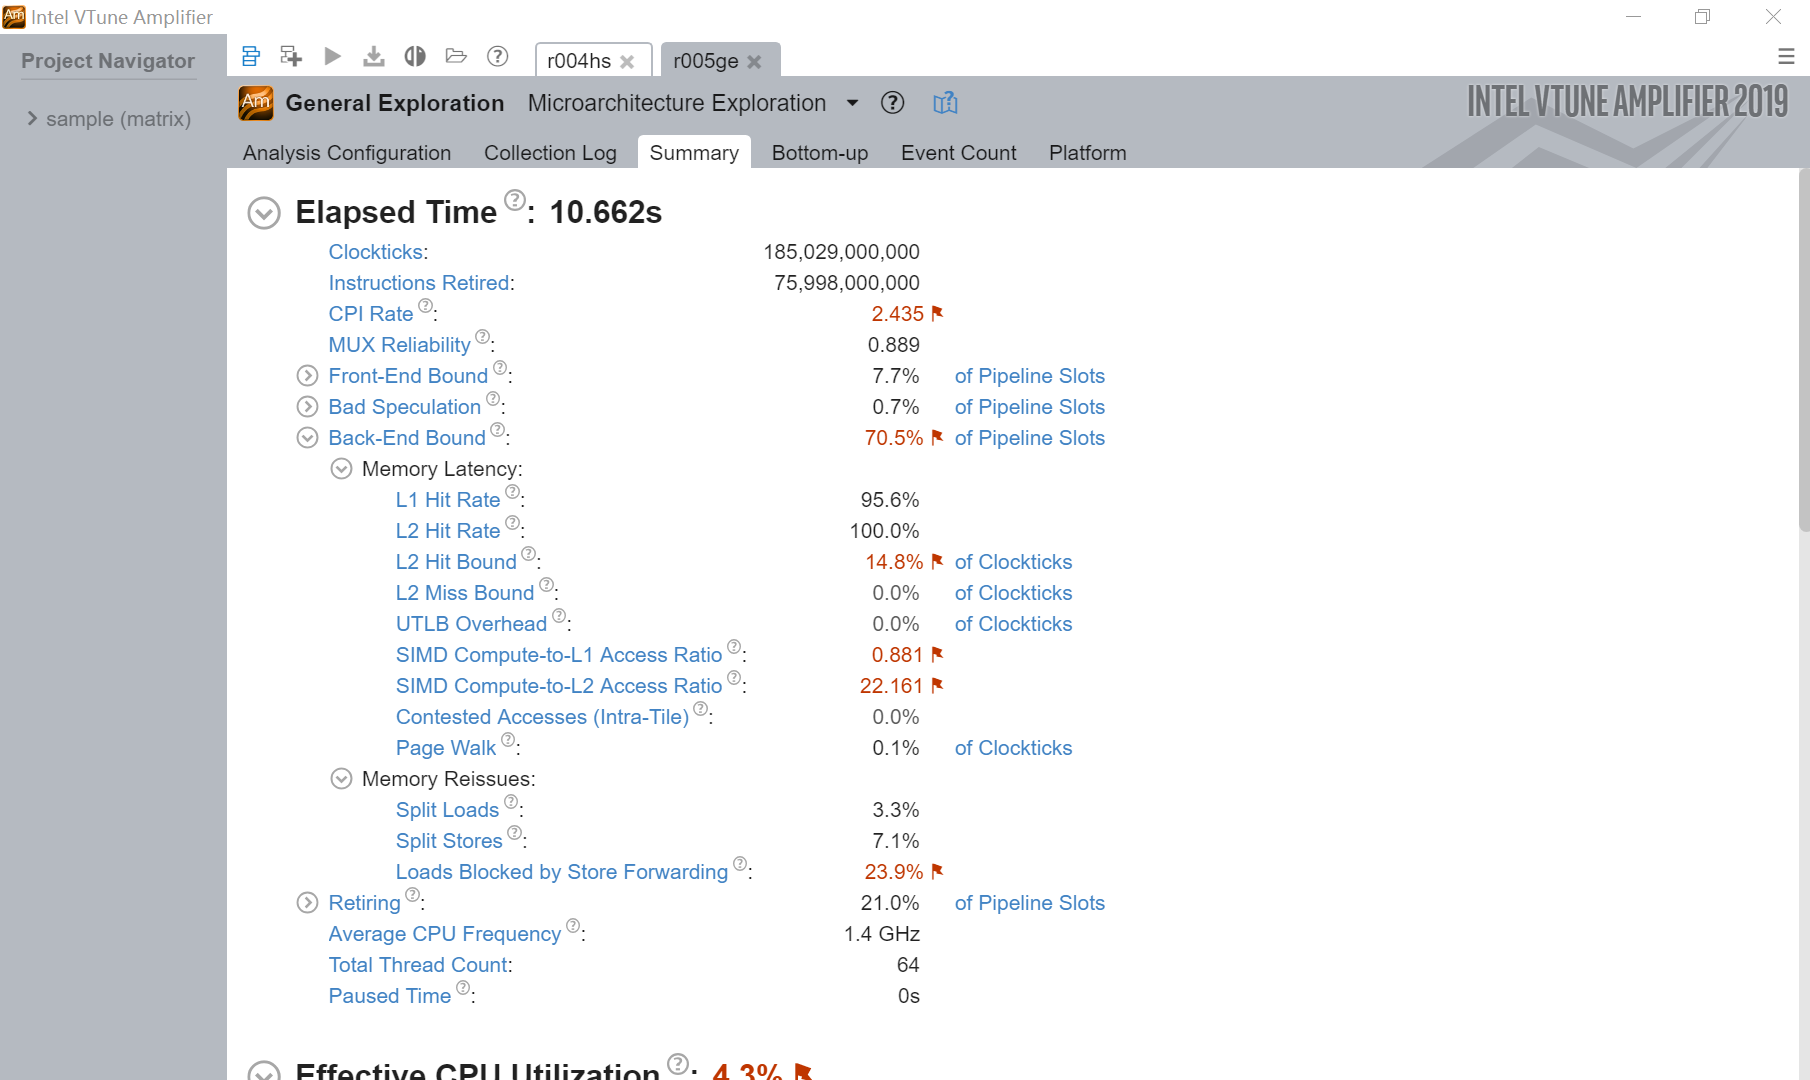 Am Intel VTune Amplifier
Project Navigator
sample (matrix)
r004hs
r005ge
Am General Exploration Microarchitecture Exploration
INTEL VTUNE AMPLIFIER 2019
Analysis Configuration Collection Log Summary Bottom-up Event Count Platform
Elapsed Time ?: 10.662s
Clockticks: 185,029,000,000
Instructions Retired: 75,998,000,000
CPI Rate ?: 2.435
MUX Reliability ?: 0.889
Front-End Bound ?: 7.7% of Pipeline Slots
Bad Speculation ?: 0.7% of Pipeline Slots
Back-End Bound ?: 70.5% of Pipeline Slots
Memory Latency:
L1 Hit Rate ?: 95.6%
L2 Hit Rate ?: 100.0%
L2 Hit Bound ?: 14.8% of Clockticks
L2 Miss Bound ?: 0.0% of Clockticks
UTLB Overhead ?: 0.0% of Clockticks
SIMD Compute-to-L1 Access Ratio ?: 0.881
SIMD Compute-to-L2 Access Ratio ?: 22.161
Contested Accesses (Intra-Tile) ?: 0.0%
Page Walk ?: 0.1% of Clockticks
Memory Reissues:
Split Loads ?: 3.3%
Split Stores ?: 7.1%
Loads Blocked by Store Forwarding ?: 23.9%
Retiring ?: 21.0% of Pipeline Slots
Average CPU Frequency ?: 1.4 GHz
Total Thread Count: 64
Paused Time ?: 0s
Effective CPU Utilization ?: 4.3%